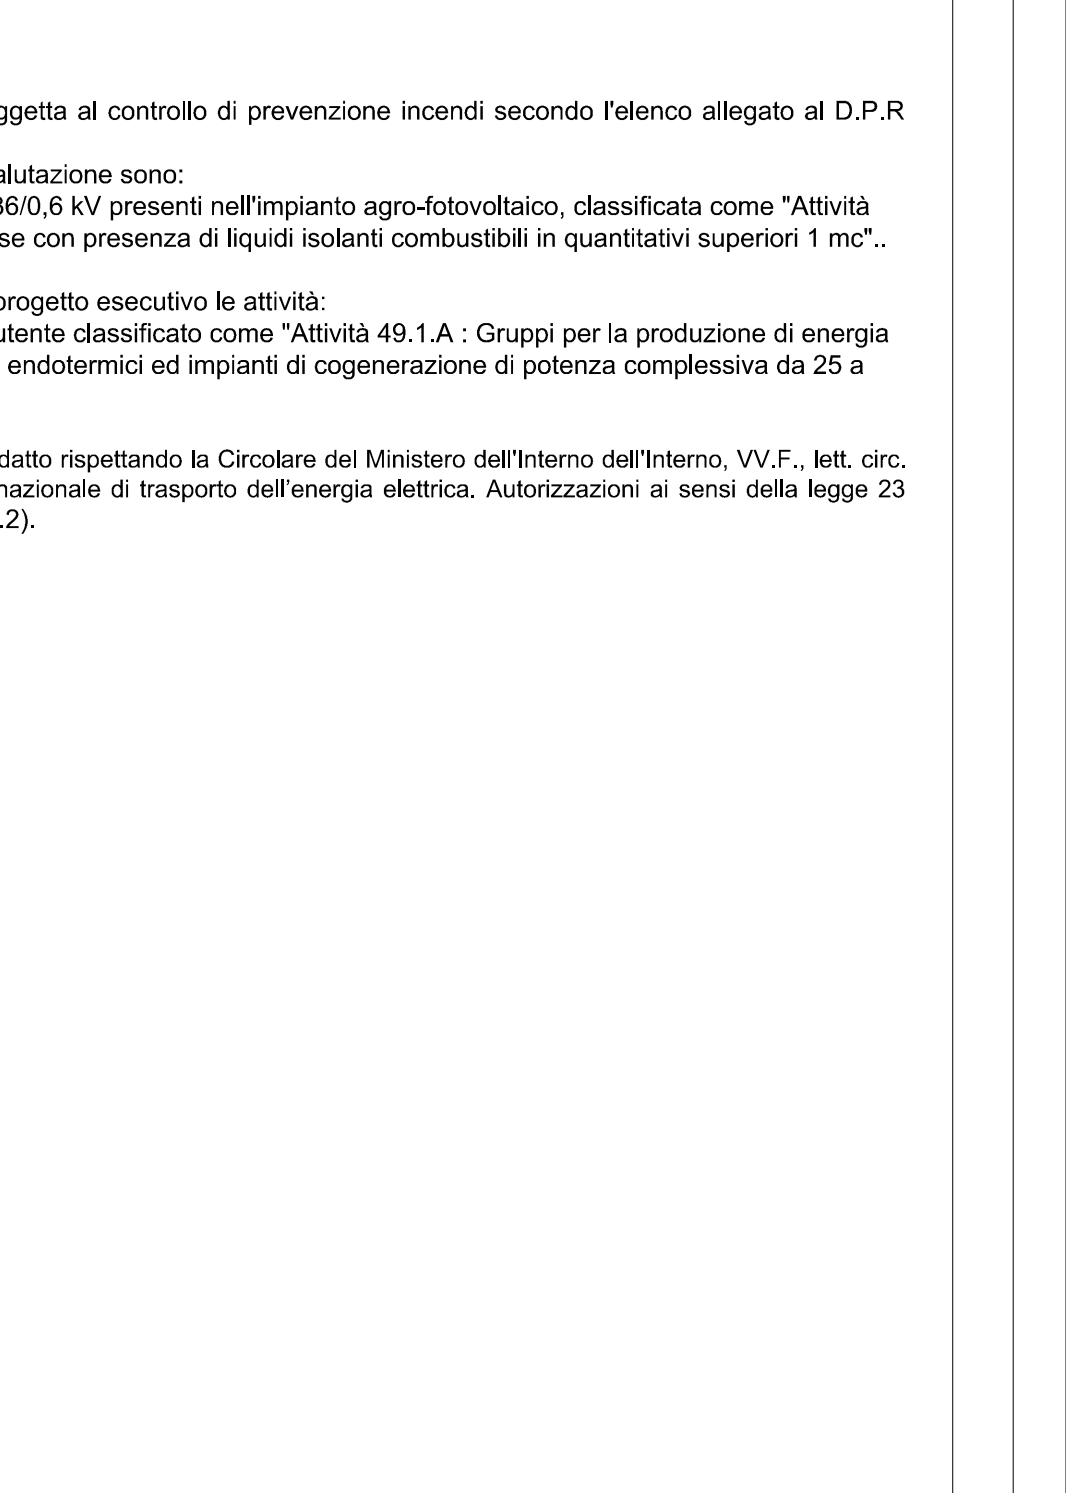 ggetta al controllo di prevenzione incendi secondo l'elenco allegato al D.P.R
alutazione sono:
36/0,6 kV presenti nell'impianto agro-fotovoltaico, classificata come "Attività
se con presenza di liquidi isolanti combustibili in quantitativi superiori 1 mc"..
progetto esecutivo le attività:
utente classificato come "Attività 49.1.A : Gruppi per la produzione di energia
endotermici ed impianti di cogenerazione di potenza complessiva da 25 a
datto rispettando la Circolare del Ministero dell'Interno dell'Interno, VV.F., lett. circ.
nazionale di trasporto dell’energia elettrica. Autorizzazioni ai sensi della legge 23
.2).